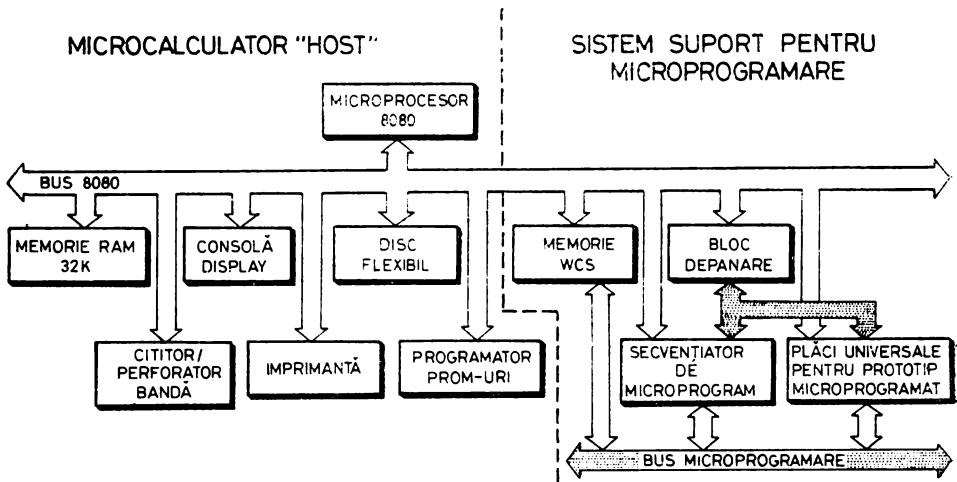 MICROCALCULATOR "HOST"
SISTEM SUPORT PENTRU
MICROPROGRAMARE
MICROPROCESOR
8080
BUS 8080
MEMORIE RAM
32K
CONSOLĂ
DISPLAY
DISC
FLEXIBIL
MEMORIE
WCS
BLOC
DEPANARE
CITITOR/
PERFORATOR
BANDĂ
IMPRIMANTĂ
PROGRAMATOR
PROM-URI
SECVENȚIATOR
DE
MICROPROGRAM
PLĂCI UNIVERSALE
PENTRU PROTOTIP
MICROPROGRAMAT
BUS MICROPROGRAMARE